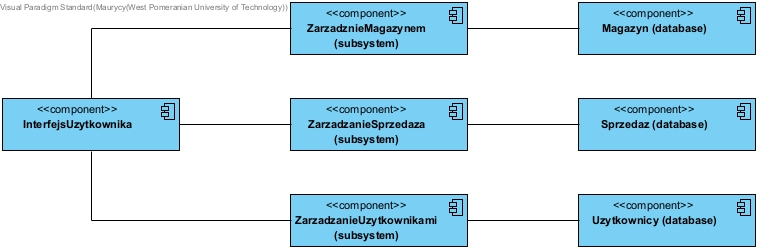 Visual Paradigm Standard(Maurycy(West Pomeranian University of Technology))
<<component>>
ZarzadznieMagazynem
(subsystem)
<<component>>
Magazyn (database)
<<component>>
InterfejsUzytkownika
<<component>>
ZarzadzanieSprzedaza
(subsystem)
<<component>>
Sprzedaz (database)
<<component>>
ZarzadzanieUzytkownikami
(subsystem)
<<component>>
Uzytkownicy (database)